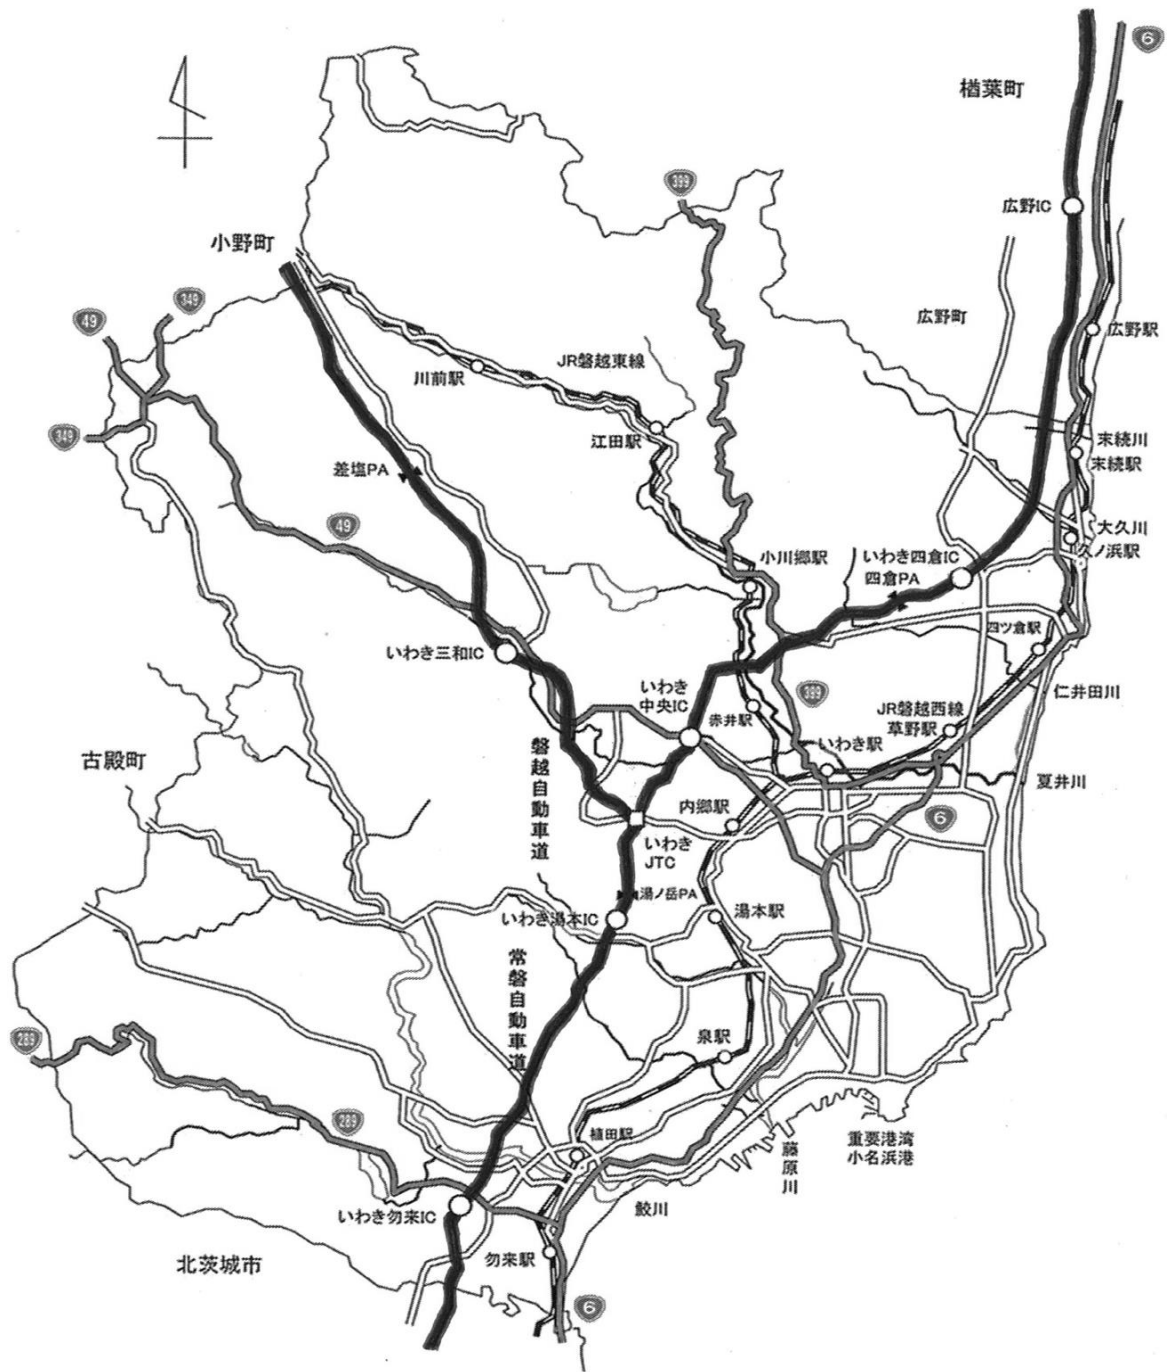 6
楢葉町
399
広野IC
小野町
349
49
広野町
広野駅
JR磐越東線
川前駅
江田駅
349
末続川
末続駅
差塩PA
49
大久川
久ノ浜駅
小川郷駅
いわき四倉IC
四倉PA
四ツ倉駅
いわき三和IC
いわき
中央IC
赤井駅
399
仁井田川
JR磐越西線
草野駅
いわき駅
古殿町
磐越自動車道
夏井川
内郷駅
6
いわき
JTC
湯ノ岳PA
いわき湯本IC
湯本駅
常磐自動車道
289
泉駅
289
植田駅
藤原川
重要港湾
小名浜港
鮫川
いわき勿来IC
勿来駅
北茨城市
6